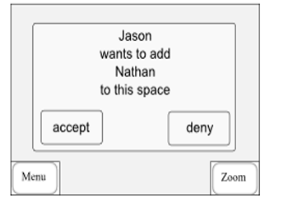 Jason
wants to add
Nathan
to this space
accept
deny
Menu
Zoom